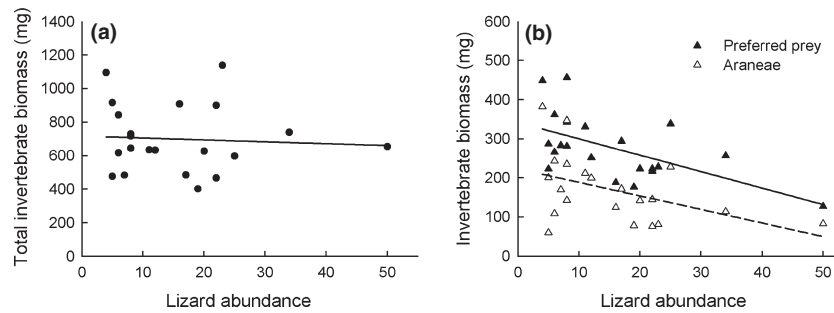 (a)
Total invertebrate biomass (mg)
1400
1200
1000
800
600
400
200
0
0 10 20 30 40 50
Lizard abundance
(b)
Preferred prey
Araneae
Invertebrate biomass (mg)
600
500
400
300
200
100
0
0 10 20 30 40 50
Lizard abundance